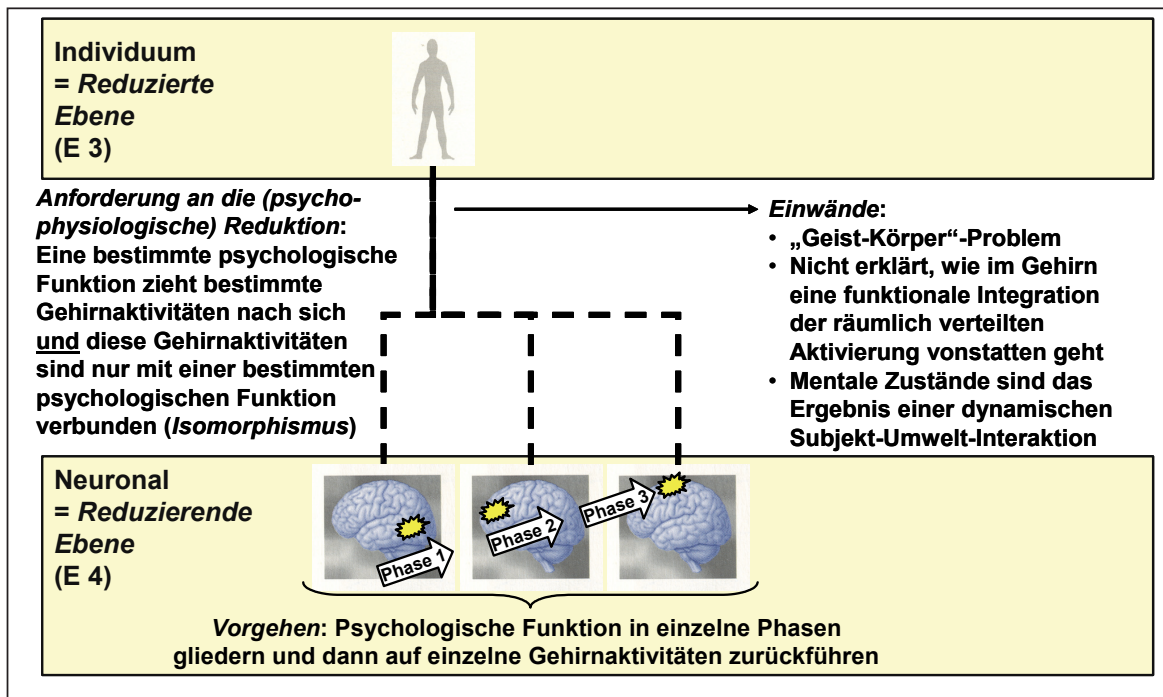 Individuum
= Reduzierte
Ebene
(E 3)
Anforderung an die (psycho-
physiologische) Reduktion:
Eine bestimmte psychologische
Funktion zieht bestimmte
Gehirnaktivitäten nach sich
und diese Gehirnaktivitäten
sind nur mit einer bestimmten
psychologischen Funktion
verbunden (Isomorphismus)
Einwände:
• „Geist-Körper“-Problem
• Nicht erklärt, wie im Gehirn
eine funktionale Integration
der räumlich verteilten
Aktivierung vonstatten geht
• Mentale Zustände sind das
Ergebnis einer dynamischen
Subjekt-Umwelt-Interaktion
Neuronal
= Reduzierende
Ebene
(E 4)
Phase 1
Phase 2
Phase 3
Vorgehen: Psychologische Funktion in einzelne Phasen
gliedern und dann auf einzelne Gehirnaktivitäten zurückführen